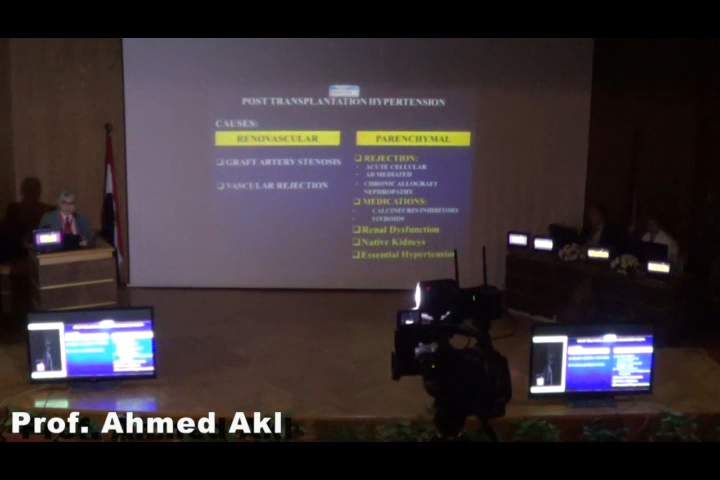 POST TRANSPLANTATION HYPERTENSION
CAUSES:
RENOVASCULAR
GRAFT ARTERY STENOSIS
VASCULAR REJECTION
PARENCHYMAL
REJECTION:
ACUTE CELLULAR
AB MEDIATED
CHRONIC ALLOGRAFT
NEPHROPATHY
MEDICATIONS:
CALCINEURIN INHIBITORS
STEROIDS
Renal Dysfunction
Native Kidneys
Essential Hypertension
Prof. Ahmed Akl